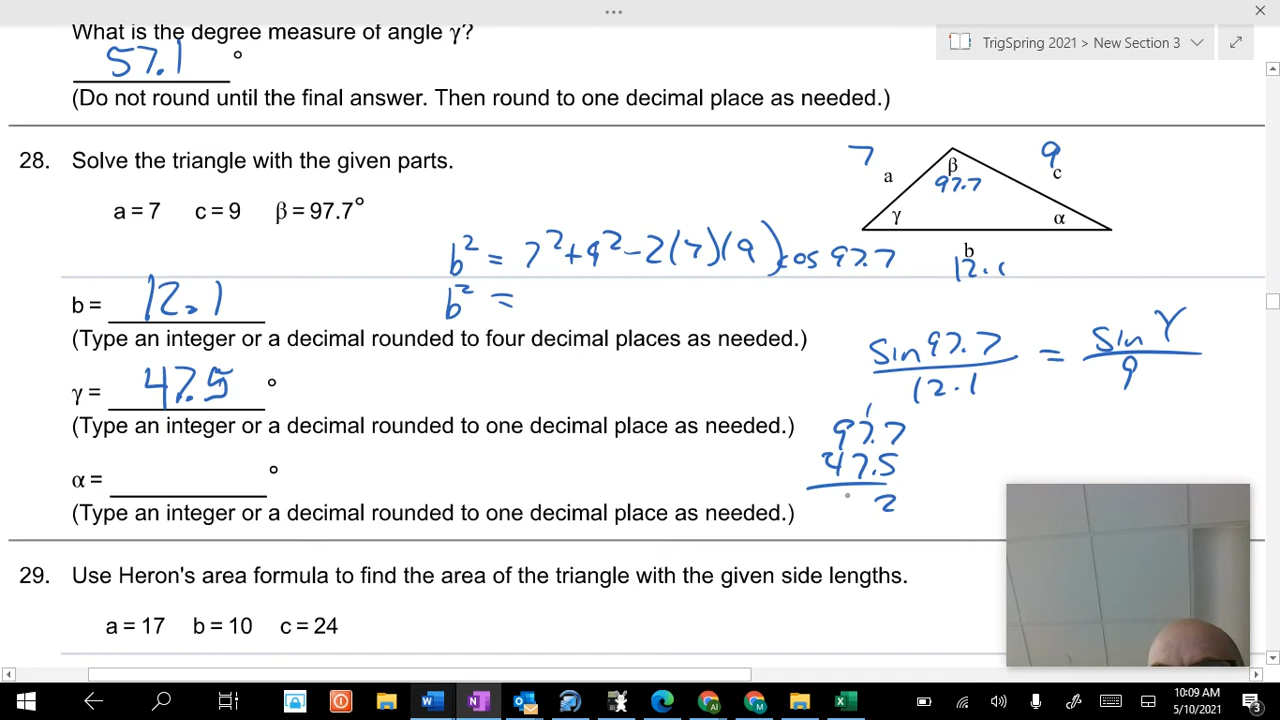 What is the degree measure of angle γ?
57.1 °
(Do not round until the final answer. Then round to one decimal place as needed.)
TrigSpring 2021 > New Section 3
28. Solve the triangle with the given parts.
a = 7 c = 9 β = 97.7°
7 9
a β c
97.7
γ α
b
12.1
b² = 7² + 9² - 2(7)(9) cos 97.7
b² =
b = 12.1
(Type an integer or a decimal rounded to four decimal places as needed.)
sin 97.7 / 12.1 = sin γ / 9
γ = 47.5 °
(Type an integer or a decimal rounded to one decimal place as needed.)
1
97.7
47.5
2
α = °
(Type an integer or a decimal rounded to one decimal place as needed.)
29. Use Heron's area formula to find the area of the triangle with the given side lengths.
a = 17 b = 10 c = 24
10:09 AM
5/10/2021